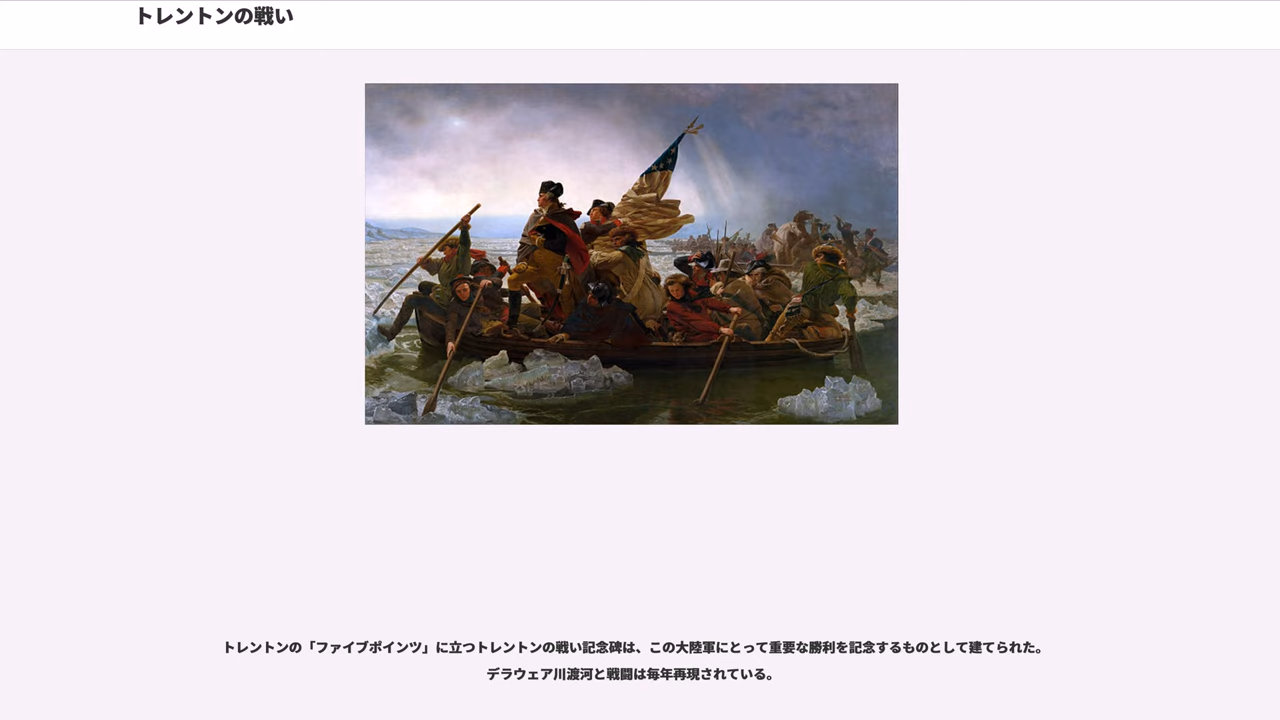 トレントンの戦い
トレントンの「ファイブポインツ」に立つトレントンの戦い記念碑は、この大陸軍にとって重要な勝利を記念するものとして建てられた。
デラウェア川渡河と戦闘は毎年再現されている。